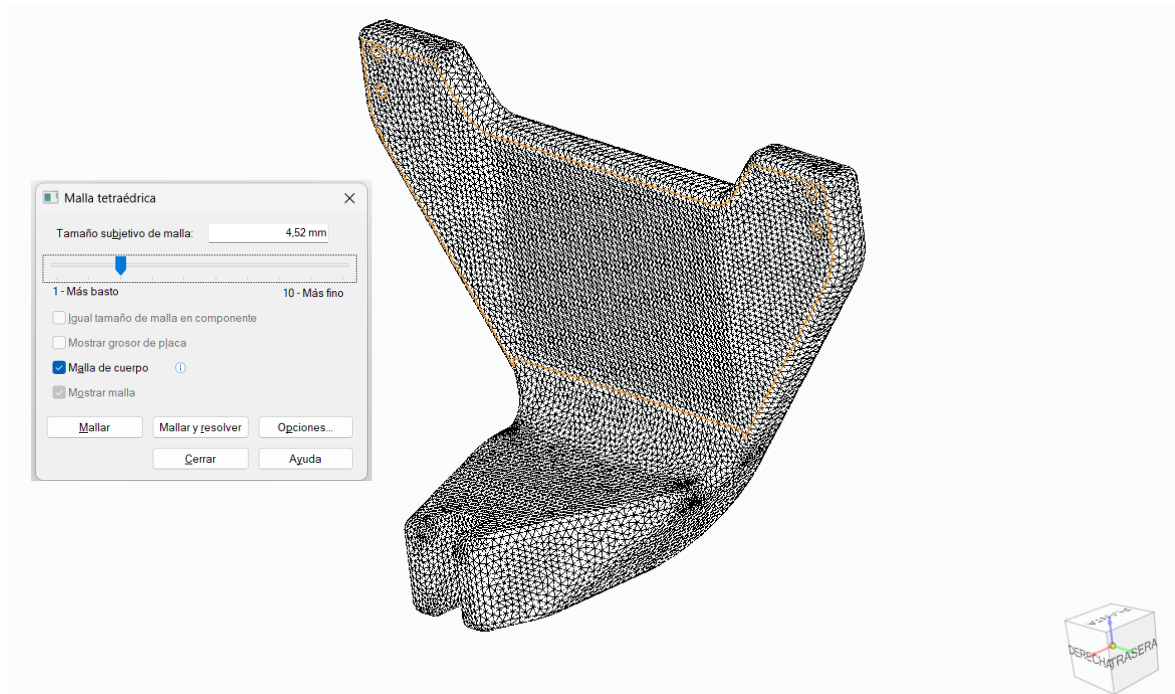 Malla tetraédrica
Tamaño subjetivo de malla: 4,52 mm
1 - Más basto 10 - Más fino
Igual tamaño de malla en componente
Mostrar grosor de placa
Malla de cuerpo
Mostrar malla
Mallar Mallar y resolver Opciones...
Cerrar Ayuda
PLANTA
DERECHA TRASERA